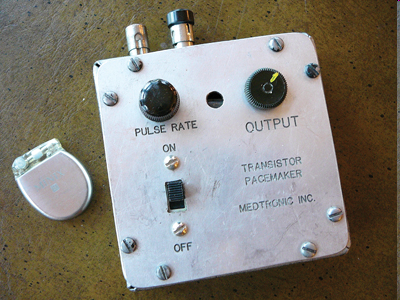 PULSE RATE
OUTPUT
ON
TRANSISTOR
PACEMAKER
MEDTRONIC INC.
OFF